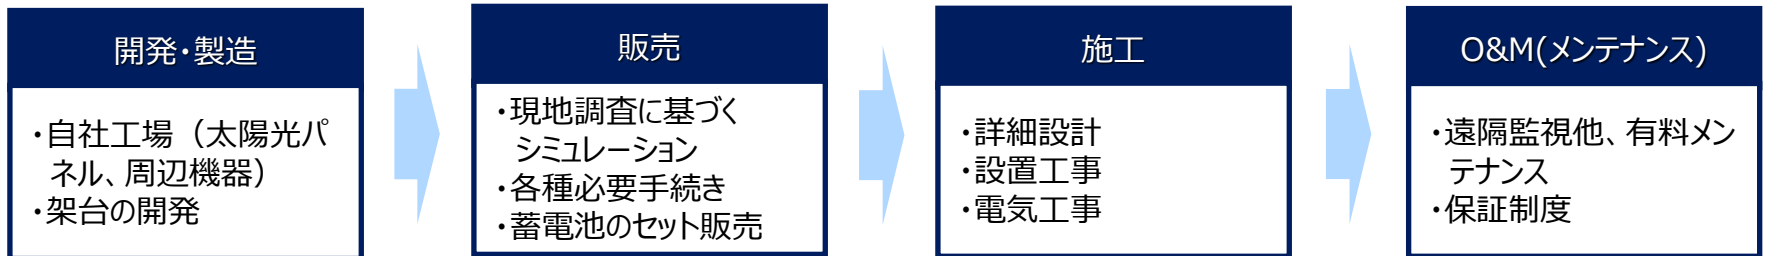 開発・製造
・自社工場（太陽光パ
ネル、周辺機器）
・架台の開発
販売
・現地調査に基づく
シミュレーション
・各種必要手続き
・蓄電池のセット販売
施工
・詳細設計
・設置工事
・電気工事
O&M(メンテナンス)
・遠隔監視他、有料メン
テナンス
・保証制度